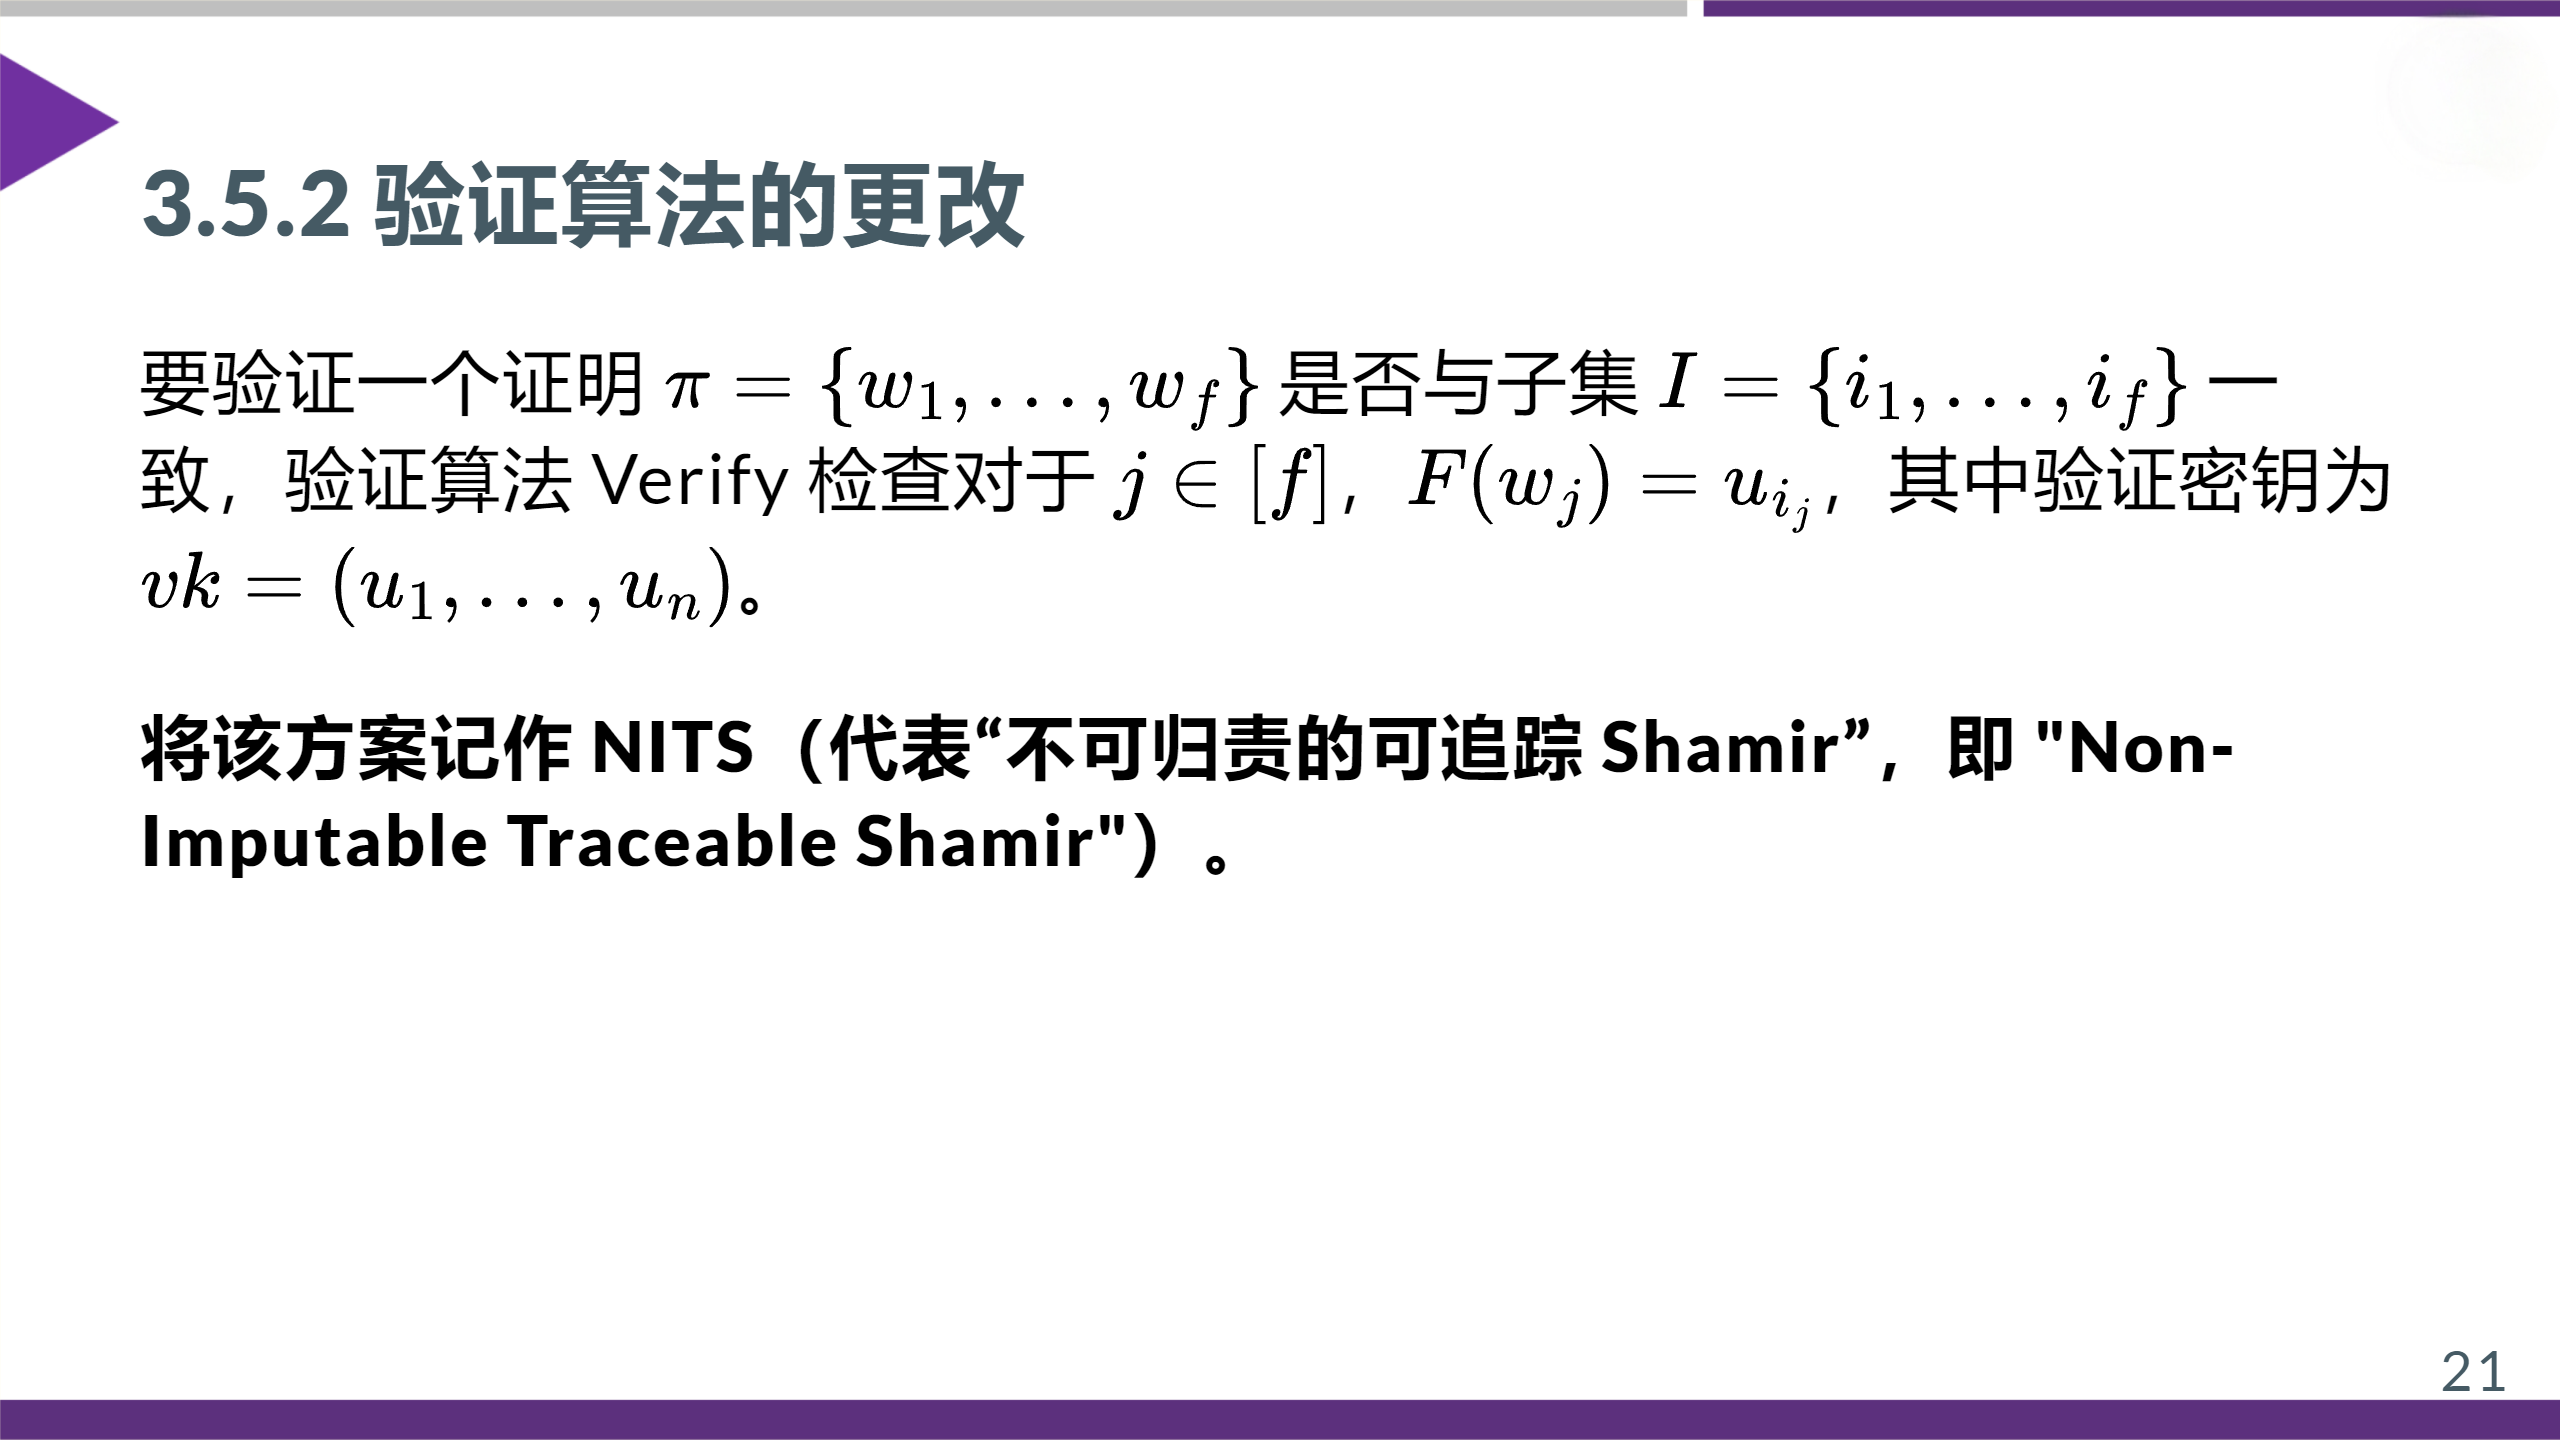 3.5.2 验证算法的更改
要验证一个证明 π = {w₁, . . . , w_f} 是否与子集 I = {i₁, . . . , i_f} 一
致，验证算法 Verify 检查对于 j ∈ [f]，F(w_j) = u_{i_j}，其中验证密钥为
vk = (u₁, . . . , uₙ)。
将该方案记作 NITS（代表“不可归责的可追踪 Shamir”，即 "Non-
Imputable Traceable Shamir"）。
21